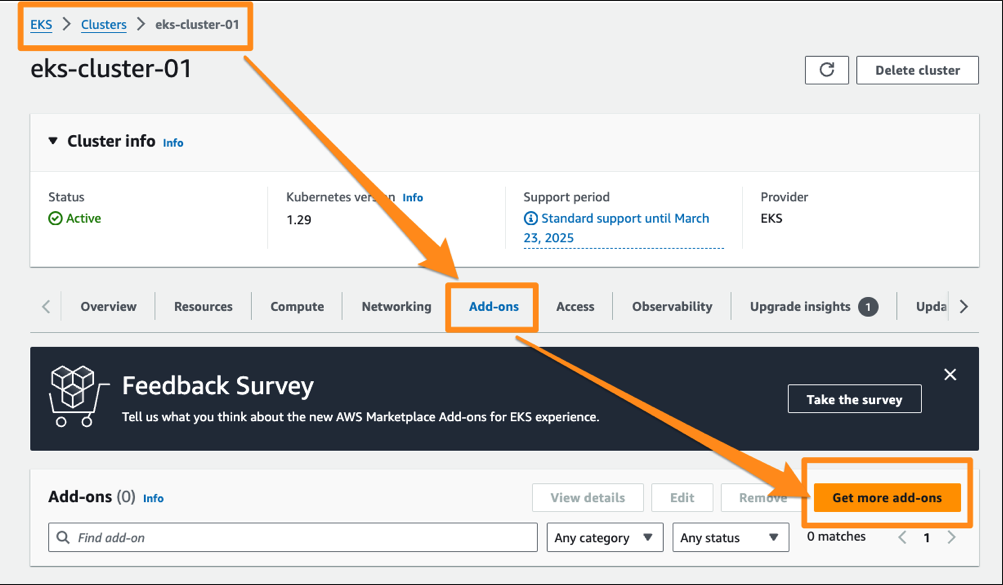 EKS > Clusters > eks-cluster-01
eks-cluster-01
Delete cluster
Cluster info Info
Status
Active
Kubernetes version Info
1.29
Support period
Standard support until March
23, 2025
Provider
EKS
Overview
Resources
Compute
Networking
Add-ons
Access
Observability
Upgrade insights 1
Upda
Feedback Survey
Tell us what you think about the new AWS Marketplace Add-ons for EKS experience.
Take the survey
Add-ons (0) Info
View details
Edit
Remove
Get more add-ons
Find add-on
Any category
Any status
0 matches
1